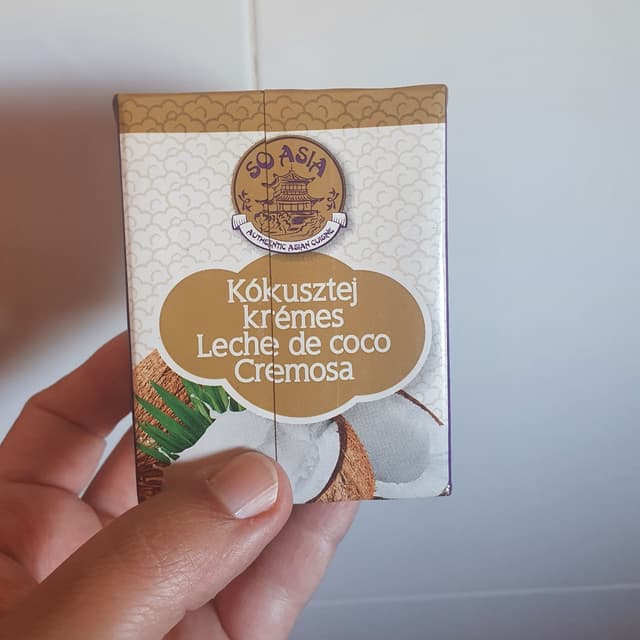 SO ASIA
AUTHENTIC ASIAN CUISINE
Kókusztej
krémes
Leche de coco
Cremosa